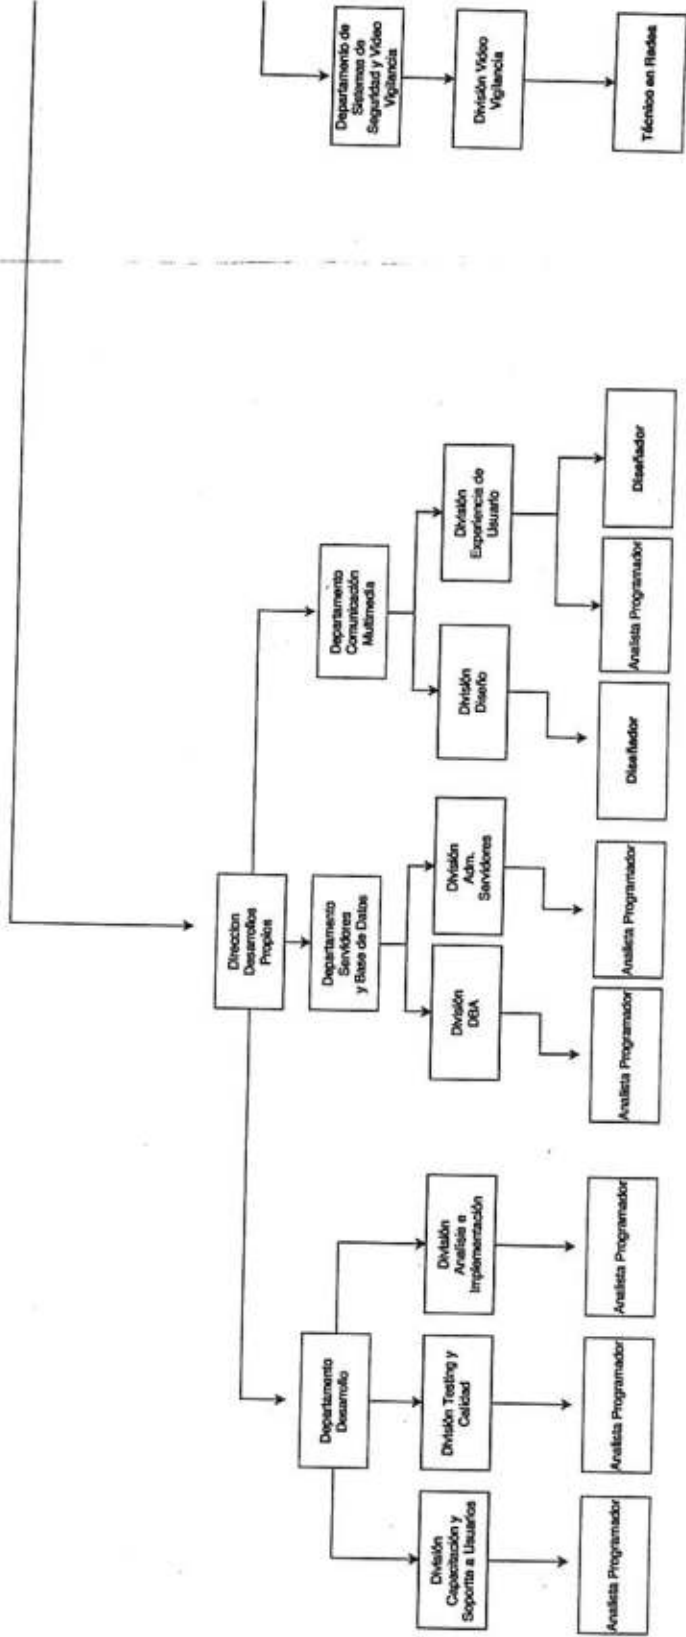 Direccion
Desarrollos
Propios
Departamento
Desarrollo
Departamento
Servidores
y Base de Datos
Departamento
Comunicación
Multimedia
Departamento de
Sistemas de
Seguridad y Video
Vigilancia
División
Capacitación y
Soporte a Usuarios
División Testing y
Calidad
División
Analisis e
Implementación
División
DBA
División
Adm.
Servidores
División
Diseño
División
Experiencia de
Usuario
División Video
Vigilancia
Analista Programador
Analista Programador
Analista Programador
Analista Programador
Analista Programador
Diseñador
Analista Programador
Diseñador
Técnico en Redes